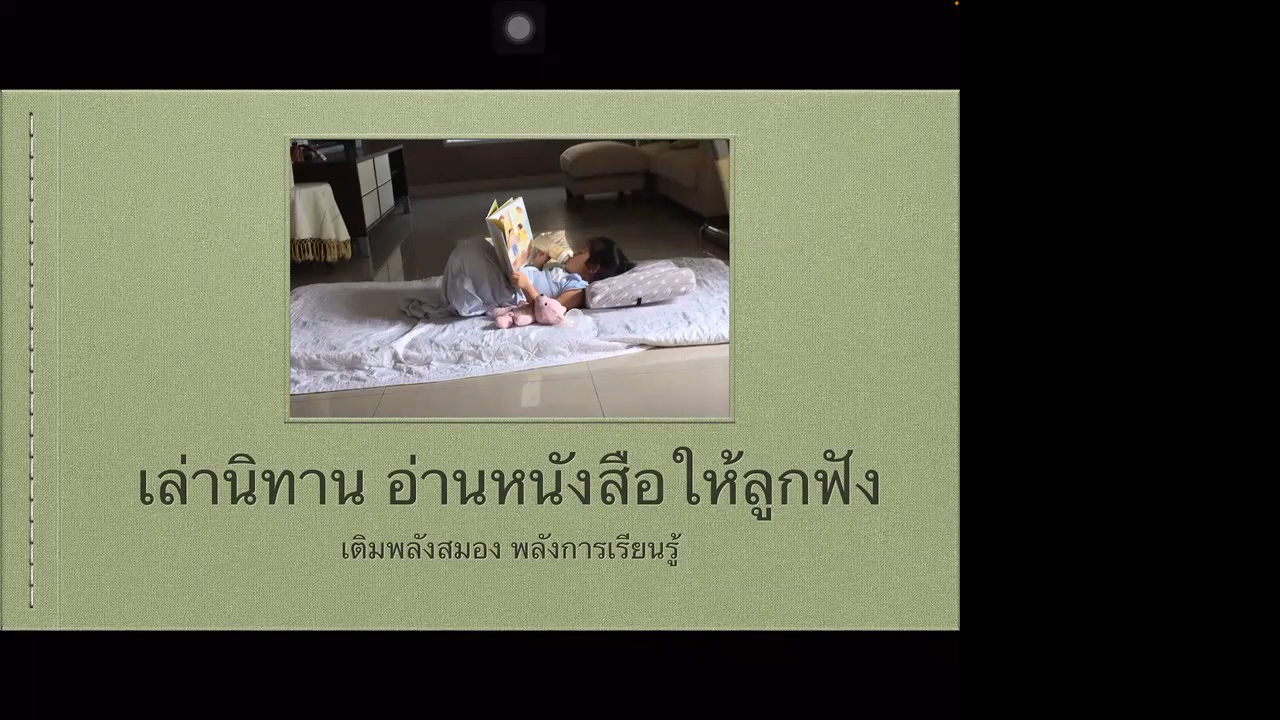 เล่านิทาน อ่านหนังสือ ให้ลูกฟัง
เติมพลังสมอง พลังการเรียนรู้